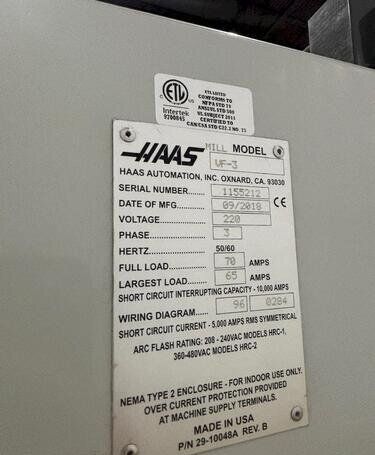 ETL LISTED
CONFORMS TO
NFPA STD 79
ANSI/UL STD 508
UL SUBJECT 2011
CERTIFIED TO
CAN/CSA STD C22.2 NO. 73
ETL
C US
Intertek
9700845
HAAS MILL MODEL
VF-3
HAAS AUTOMATION, INC. OXNARD, CA. 93030
SERIAL NUMBER 1155212
DATE OF MFG. 09/2018 CE
VOLTAGE 220
PHASE 3
HERTZ 50/60
FULL LOAD 70 AMPS
LARGEST LOAD 65 AMPS
SHORT CIRCUIT INTERRUPTING CAPACITY - 10,000 AMPS
WIRING DIAGRAM 96 0284
SHORT CIRCUIT CURRENT - 5,000 AMPS RMS SYMMETRICAL
ARC FLASH RATING: 208 - 240VAC MODELS HRC-1,
360-480VAC MODELS HRC-2
NEMA TYPE 2 ENCLOSURE - FOR INDOOR USE ONLY.
OVER CURRENT PROTECTION PROVIDED
AT MACHINE SUPPLY TERMINALS.
MADE IN USA
P/N 29-10048A REV. B